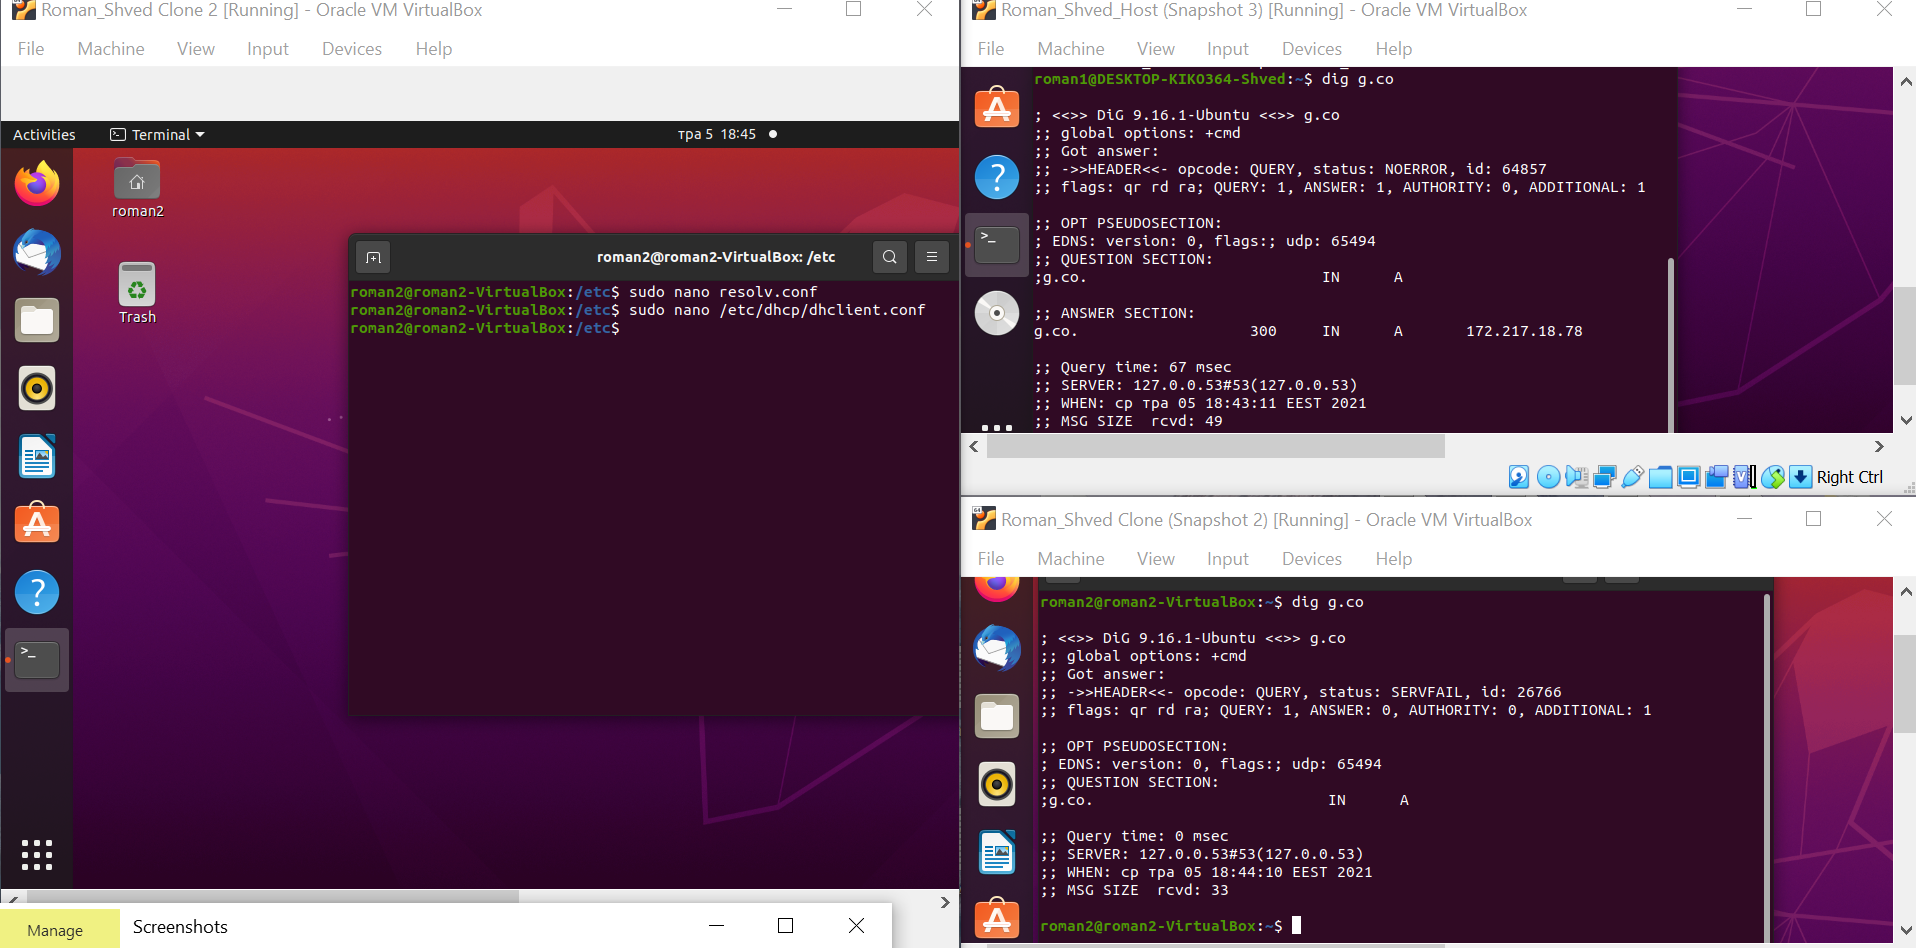 Roman_Shved Clone 2 [Running] - Oracle VM VirtualBox
File Machine View Input Devices Help
Activities Terminal тра 5 18:45
roman2
Trash
roman2@roman2-VirtualBox: /etc
roman2@roman2-VirtualBox:/etc$ sudo nano resolv.conf
roman2@roman2-VirtualBox:/etc$ sudo nano /etc/dhcp/dhclient.conf
roman2@roman2-VirtualBox:/etc$
Manage Screenshots
Roman_Shved_Host (Snapshot 3) [Running] - Oracle VM VirtualBox
File Machine View Input Devices Help
roman1@DESKTOP-KIKO364-Shved:~$ dig g.co
; <<>> DiG 9.16.1-Ubuntu <<>> g.co
;; global options: +cmd
;; Got answer:
;; ->>HEADER<<- opcode: QUERY, status: NOERROR, id: 64857
;; flags: qr rd ra; QUERY: 1, ANSWER: 1, AUTHORITY: 0, ADDITIONAL: 1
;; OPT PSEUDOSECTION:
; EDNS: version: 0, flags:; udp: 65494
;; QUESTION SECTION:
;g.co. IN A
;; ANSWER SECTION:
g.co. 300 IN A 172.217.18.78
;; Query time: 67 msec
;; SERVER: 127.0.0.53#53(127.0.0.53)
;; WHEN: ср тра 05 18:43:11 EEST 2021
;; MSG SIZE rcvd: 49
Right Ctrl
Roman_Shved Clone (Snapshot 2) [Running] - Oracle VM VirtualBox
File Machine View Input Devices Help
roman2@roman2-VirtualBox:~$ dig g.co
; <<>> DiG 9.16.1-Ubuntu <<>> g.co
;; global options: +cmd
;; Got answer:
;; ->>HEADER<<- opcode: QUERY, status: SERVFAIL, id: 26766
;; flags: qr rd ra; QUERY: 1, ANSWER: 0, AUTHORITY: 0, ADDITIONAL: 1
;; OPT PSEUDOSECTION:
; EDNS: version: 0, flags:; udp: 65494
;; QUESTION SECTION:
;g.co. IN A
;; Query time: 0 msec
;; SERVER: 127.0.0.53#53(127.0.0.53)
;; WHEN: ср тра 05 18:44:10 EEST 2021
;; MSG SIZE rcvd: 33
roman2@roman2-VirtualBox:~$